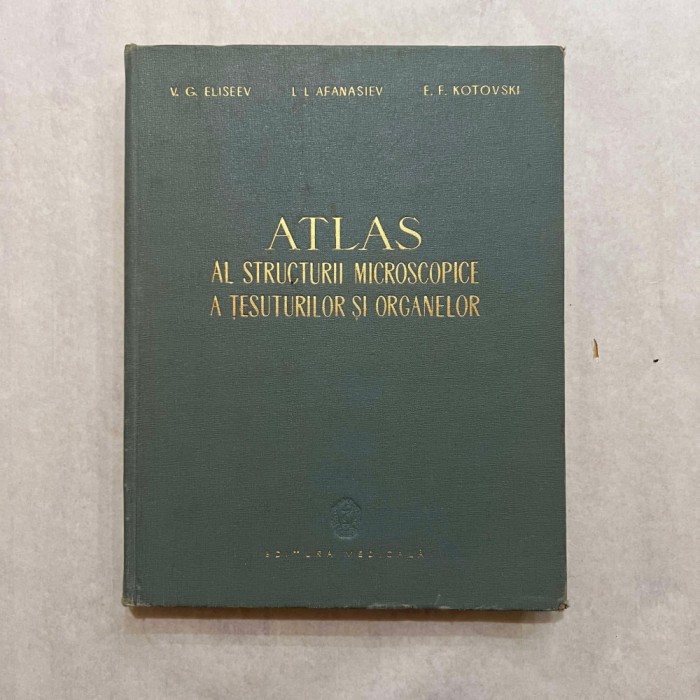 V. G. ELISEEV I. I. AFANASIEV E. F. KOTOVSKI
ATLAS
AL STRUCTURII MICROSCOPICE
A ȚESUTURILOR ȘI ORGANELOR
EDITURA MEDICALĂ